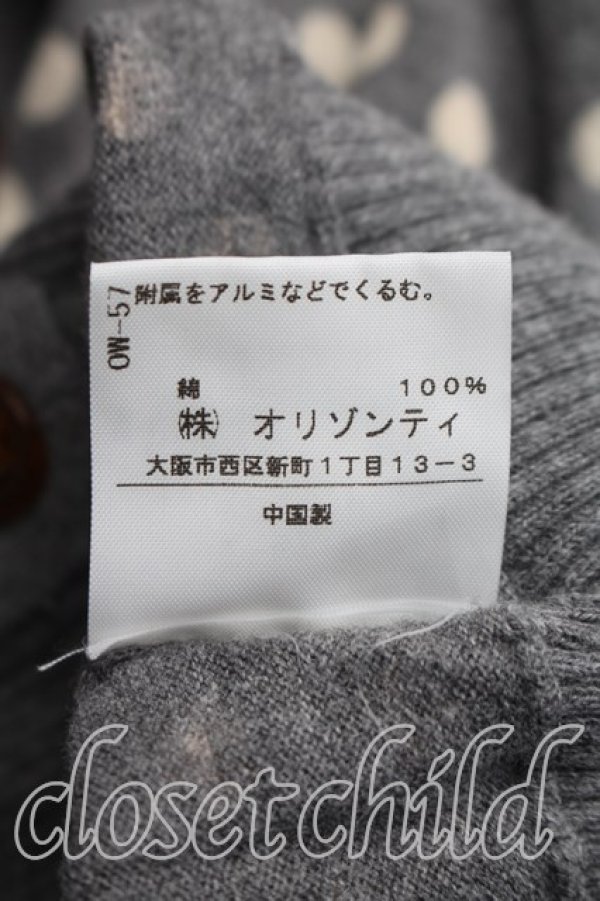 附属をアルミなどでくるむ。
OW-57
綿 100%
㈱ オリゾンティ
大阪市西区新町1丁目13-3
中国製
closet child